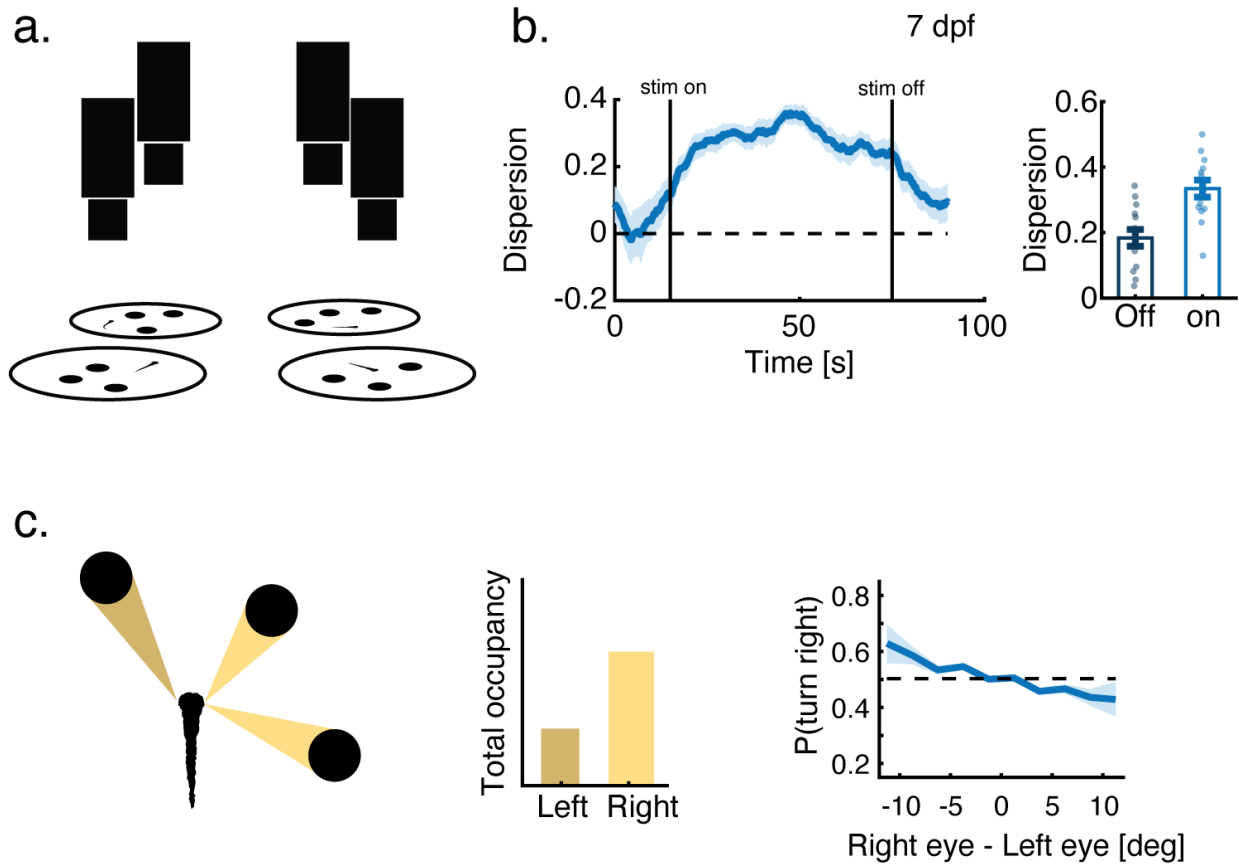 a.
b.
7 dpf
stim on
stim off
Dispersion
0.4
0.2
0
-0.2
0
50
100
Time [s]
Dispersion
0.6
0.4
0.2
0
Off
on
c.
Total occupancy
Left
Right
P(turn right)
0.8
0.6
0.4
0.2
-10
-5
0
5
10
Right eye - Left eye [deg]